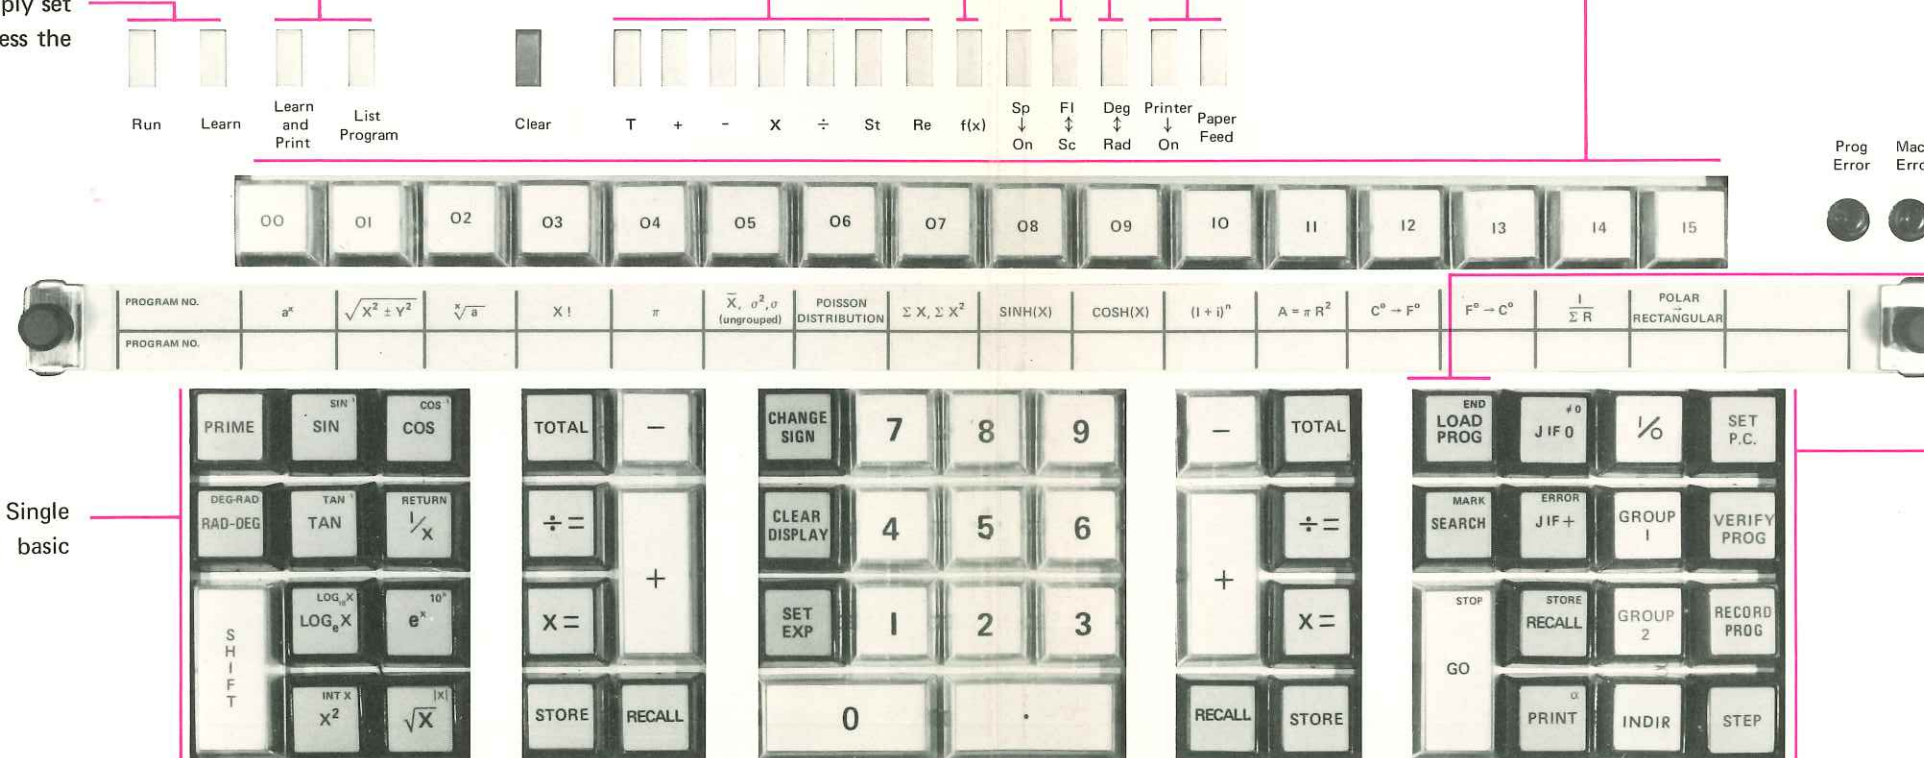 ply set
ess the
Run Learn Learn and Print List Program Clear T + − X ÷ St Re f(x) Sp ↓ On Fl ↕ Sc Deg ↕ Rad Printer ↓ On Paper Feed
Prog Error Mac Erro
00 01 02 03 04 05 06 07 08 09 10 11 12 13 14 15
PROGRAM NO. aˣ √X² ± Y² ˣ√a X ! π X̅, σ², σ (ungrouped) POISSON DISTRIBUTION Σ X, Σ X² SINH(X) COSH(X) (I + i)ⁿ A = π R² C° → F° F° → C° I/Σ R POLAR → RECTANGULAR
PROGRAM NO.
Single
basic
PRIME SIN⁻¹ SIN COS⁻¹ COS
DEG-RAD RAD-DEG TAN⁻¹ TAN RETURN 1/X
SHIFT LOG₁₀X LOGₑX 10ˣ eˣ
INT X X² |X| √X
TOTAL −
÷=
+
X=
STORE RECALL
CHANGE SIGN 7 8 9
CLEAR DISPLAY 4 5 6
SET EXP 1 2 3
0 .
− TOTAL
+ ÷=
X=
RECALL STORE
END LOAD PROG ≠0 J IF 0 I/O SET P.C.
MARK SEARCH ERROR J IF + GROUP 1 VERIFY PROG
STOP GO STORE RECALL GROUP 2 RECORD PROG
α PRINT INDIR STEP